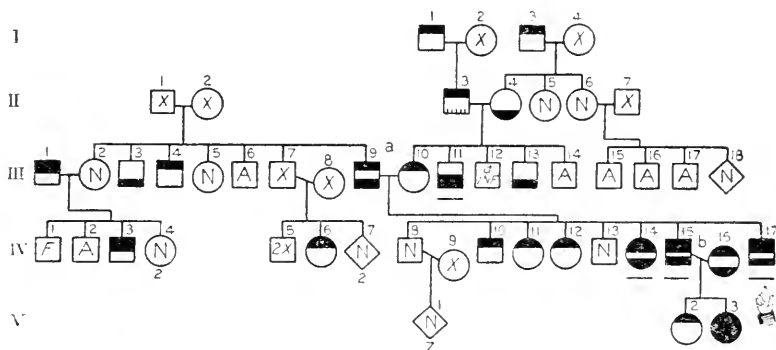 I
1 2 3 4
X X
II
1 2 3 4 5 6 7
X X N N X
III
1 2 3 4 5 6 7 8 9 a 10 11 12 13 14 15 16 17 18
N N A X X A A A A N
IV
1 2 3 4 5 6 7 8 9 10 11 12 13 14 15 b 16 17
F A N 2X N N X N
2 2
V
1 2 3
N
7